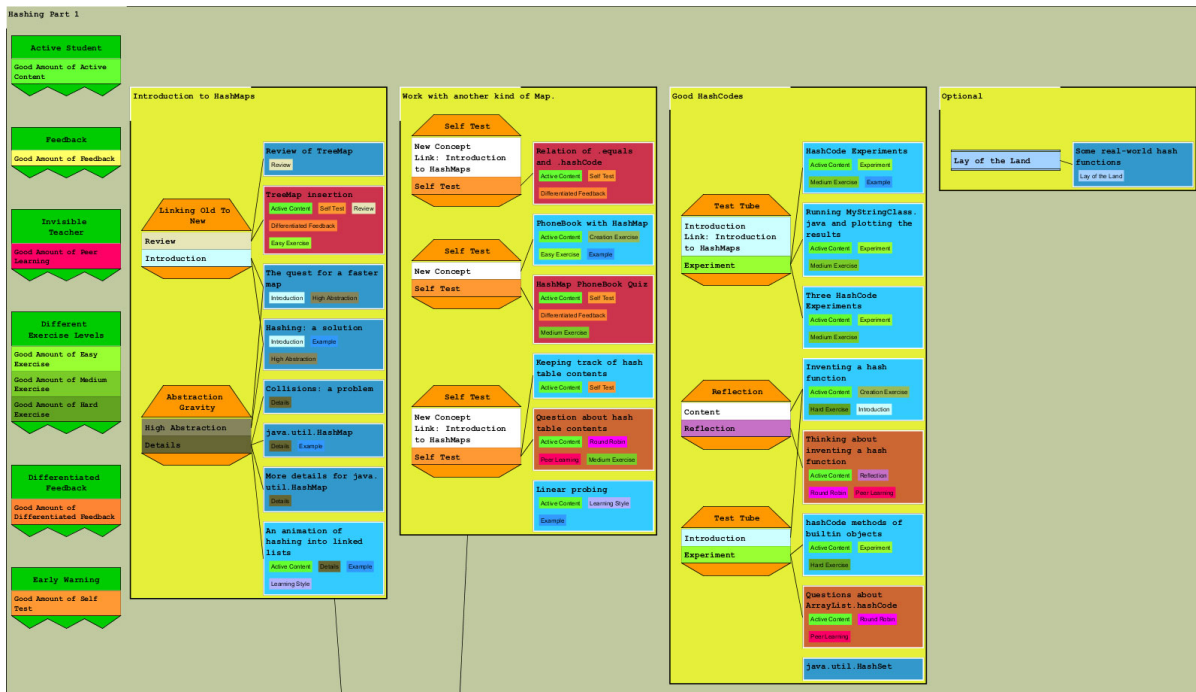 Hashing Part 1
Active Student
Good Amount of Active
Content
Feedback
Good Amount of Feedback
Invisible
Teacher
Good Amount of Peer
Learning
Different
Exercise Levels
Good Amount of Easy
Exercise
Good Amount of Medium
Exercise
Good Amount of Hard
Exercise
Differentiated
Feedback
Good Amount of
Differentiated Feedback
Early Warning
Good Amount of Self
Test
Introduction to HashMaps
Linking Old To
New
Review
Introduction
Abstraction
Gravity
High Abstraction
Details
Review of TreeMap
Review
TreeMap insertion
Active Content Self Test Review
Differentiated Feedback
Easy Exercise
The quest for a faster
map
Introduction High Abstraction
Hashing: a solution
Introduction Example
High Abstraction
Collisions: a problem
Details
java.util.HashMap
Details Example
More details for java.
util.HashMap
Details
An animation of
hashing into linked
lists
Active Content Details Example
Learning Style
Work with another kind of Map.
Self Test
New Concept
Link: Introduction
to HashMaps
Self Test
Self Test
New Concept
Self Test
Self Test
New Concept
Link: Introduction
to HashMaps
Self Test
Relation of .equals
and .hashCode
Active Content Self Test
Differentiated Feedback
PhoneBook with HashMap
Active Content Creation Exercise
Easy Exercise Example
HashMap PhoneBook Quiz
Active Content Self Test
Differentiated Feedback
Medium Exercise
Keeping track of hash
table contents
Active Content Self Test
Question about hash
table contents
Active Content Round Robin
Peer Learning Medium Exercise
Linear probing
Active Content Learning Style
Example
Good HashCodes
Test Tube
Introduction
Link: Introduction
to HashMaps
Experiment
Reflection
Content
Reflection
Test Tube
Introduction
Experiment
HashCode Experiments
Active Content Experiment
Medium Exercise Example
Running MyStringClass.
java and plotting the
results
Active Content Experiment
Medium Exercise
Three HashCode
Experiments
Active Content Experiment
Medium Exercise
Inventing a hash
function
Active Content Creation Exercise
Hard Exercise Introduction
Thinking about
inventing a hash
function
Active Content Reflection
Round Robin Peer Learning
hashCode methods of
builtin objects
Active Content Experiment
Hard Exercise
Questions about
ArrayList.hashCode
Active Content Round Robin
Peer Learning
java.util.HashSet
Optional
Lay of the Land
Some real-world hash
functions
Lay of the Land